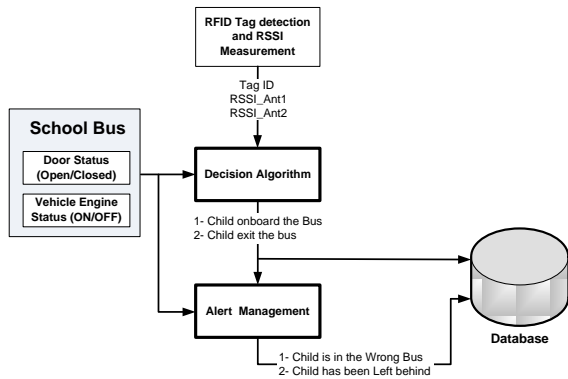 RFID Tag detection
and RSSI
Measurement
Tag ID
RSSI_Ant1
RSSI_Ant2
School Bus
Door Status
(Open/Closed)
Vehicle Engine
Status (ON/OFF)
Decision Algorithm
1- Child onboard the Bus
2- Child exit the bus
Alert Management
Database
1- Child is in the Wrong Bus
2- Child has been Left behind